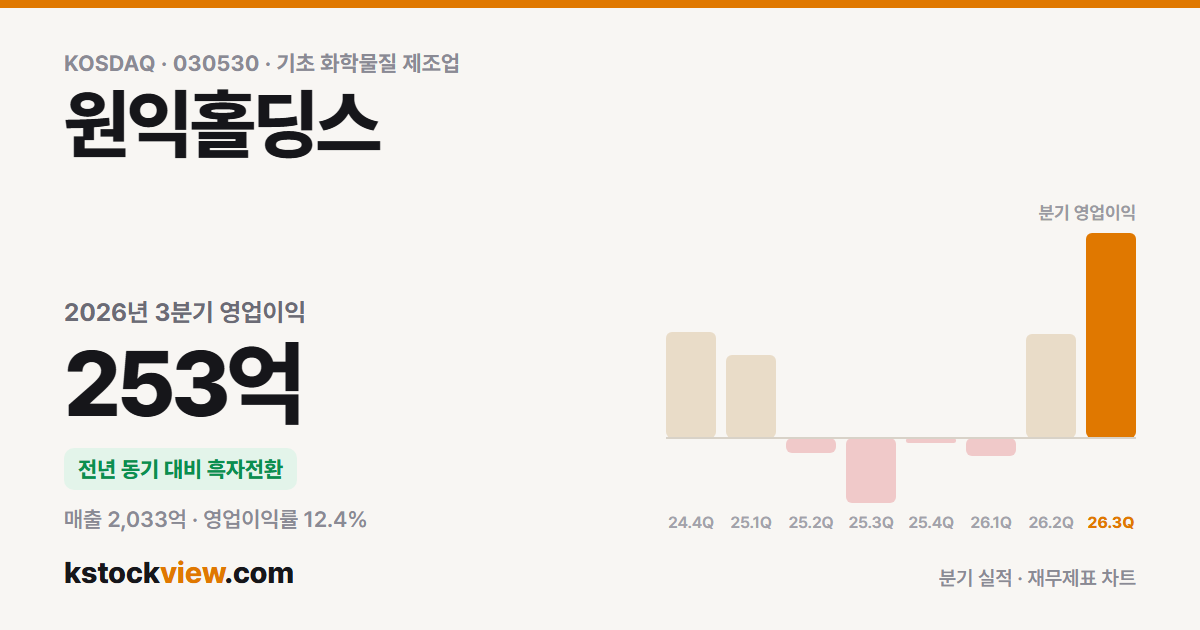 KOSDAQ · 030530 · 기초 화학물질 제조업
원익홀딩스
분기 영업이익
2026년 3분기 영업이익
253억
전년 동기 대비 흑자전환
매출 2,033억 · 영업이익률 12.4%
24.4Q 25.1Q 25.2Q 25.3Q 25.4Q 26.1Q 26.2Q 26.3Q
kstockview.com
분기 실적 · 재무제표 차트